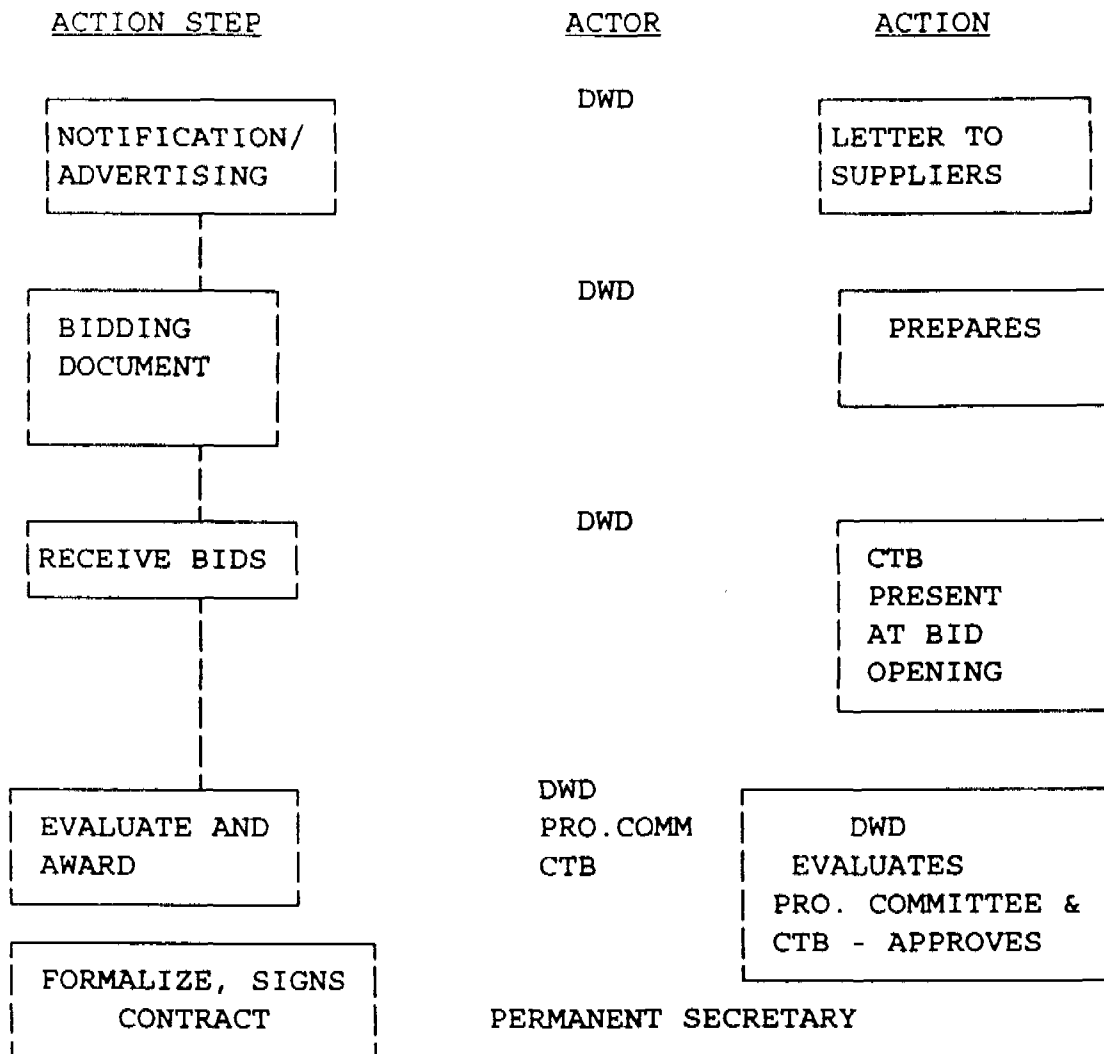 ACTION STEP ACTOR ACTION
DWD
NOTIFICATION/ LETTER TO
ADVERTISING SUPPLIERS
DWD
BIDDING PREPARES
DOCUMENT
DWD
RECEIVE BIDS CTB
PRESENT
AT BID
OPENING
DWD
EVALUATE AND PRO.COMM DWD
AWARD CTB EVALUATES
PRO. COMMITTEE &
CTB - APPROVES
FORMALIZE, SIGNS
CONTRACT PERMANENT SECRETARY